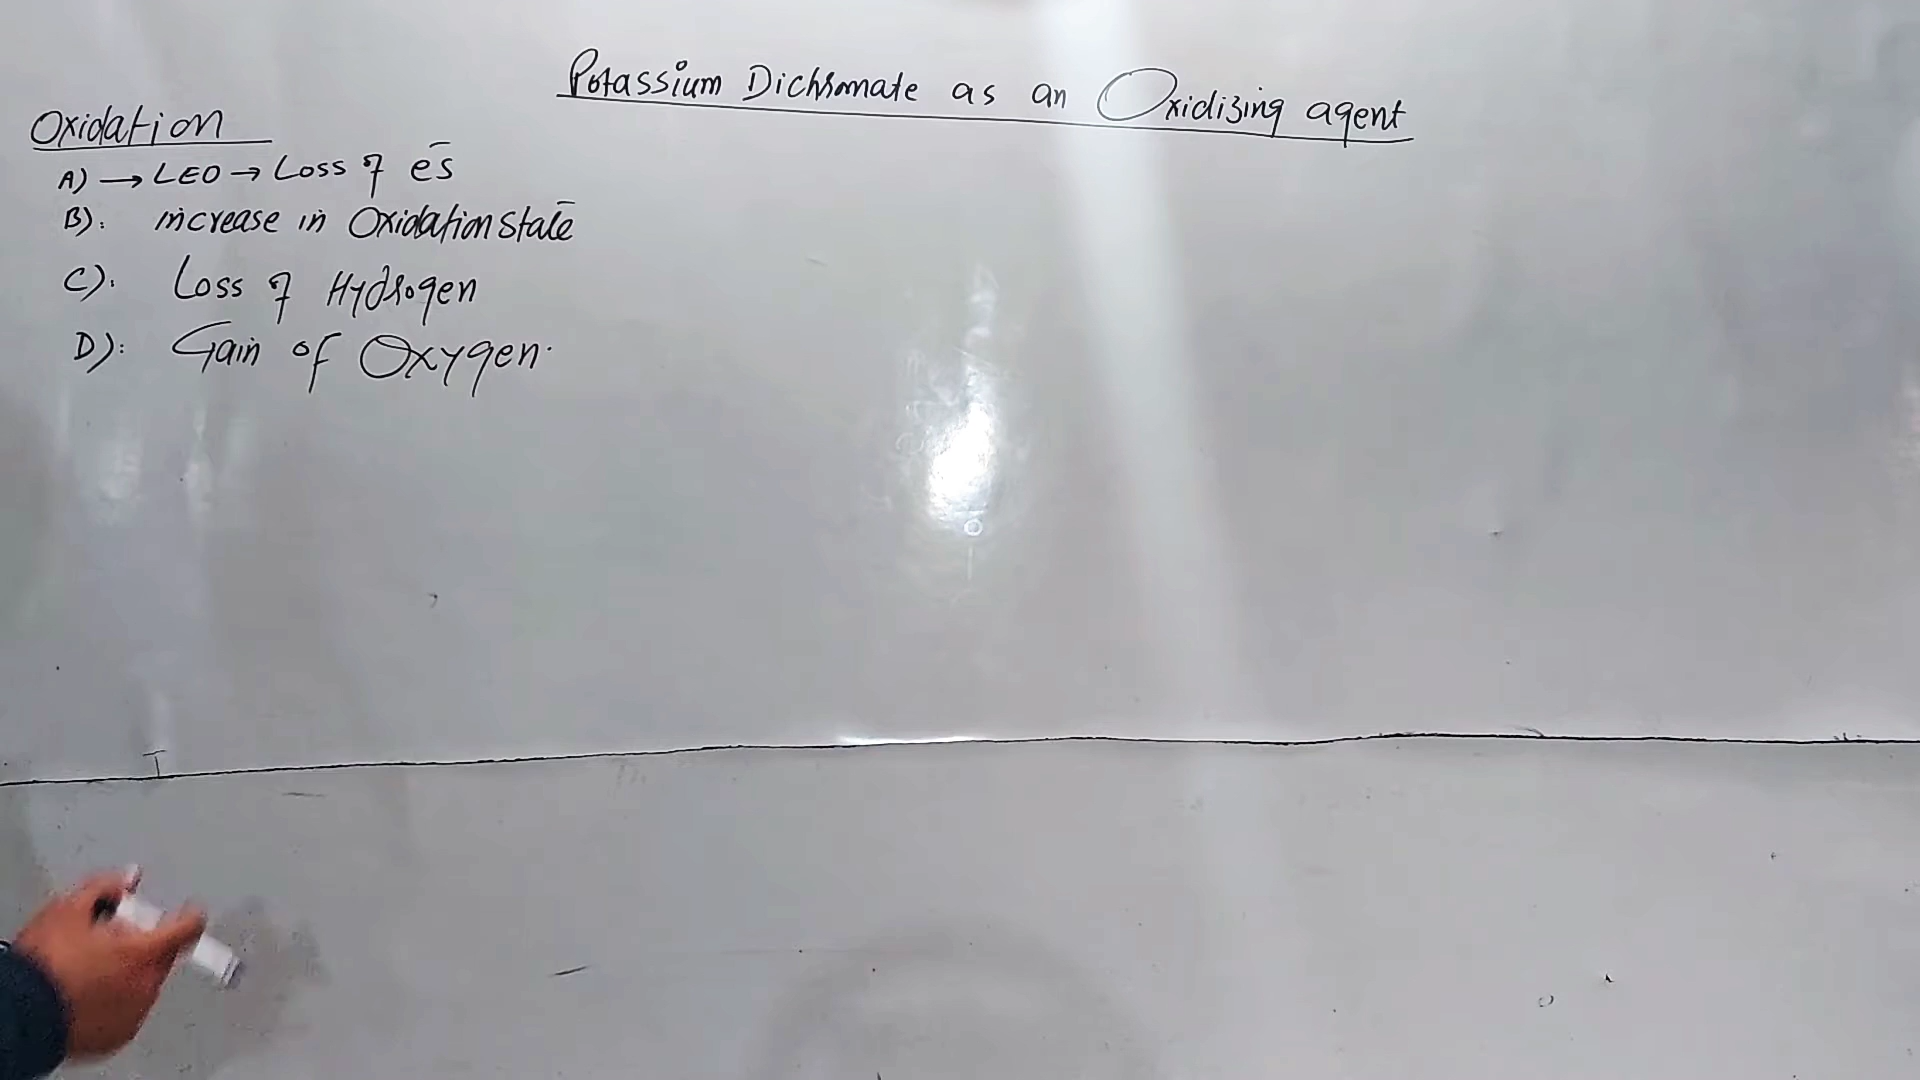 Potassium Dichromate as an Oxidizing agent
Oxidation
A) → LEO → Loss of ēs
B): increase in Oxidation state
C): Loss of Hydrogen
D): Gain of Oxygen.